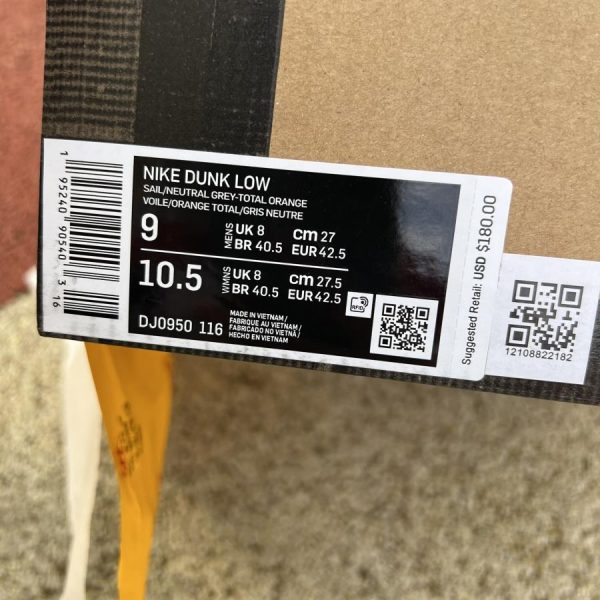 1 95240 90540 3 16
NIKE DUNK LOW
SAIL/NEUTRAL GREY-TOTAL ORANGE
VOILE/ORANGE TOTAL/GRIS NEUTRE
9 MENS UK 8 cm 27
BR 40.5 EUR 42.5
10.5 WMNS UK 8 cm 27.5
BR 40.5 EUR 42.5
DJ0950 116
MADE IN VIETNAM /
FABRIQUE AU VIETNAM /
FABRICADO NO VIETNÃ /
HECHO EN VIETNAM
RFID
Suggested Retail: USD $180.00
12108822182